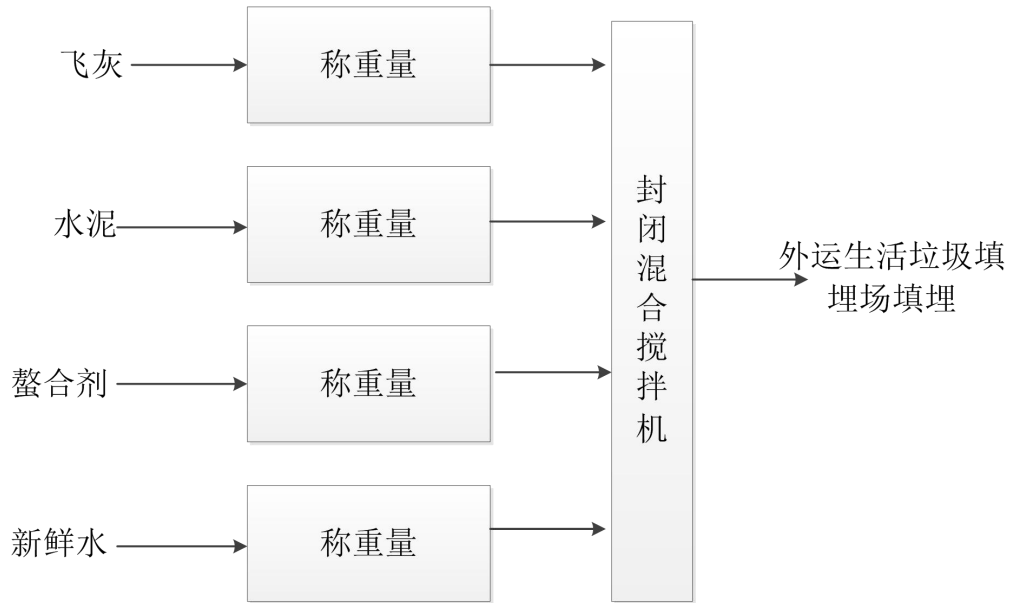 飞灰
称重量
水泥
称重量
螯合剂
称重量
新鲜水
称重量
封闭混合搅拌机
外运生活垃圾填
埋场填埋